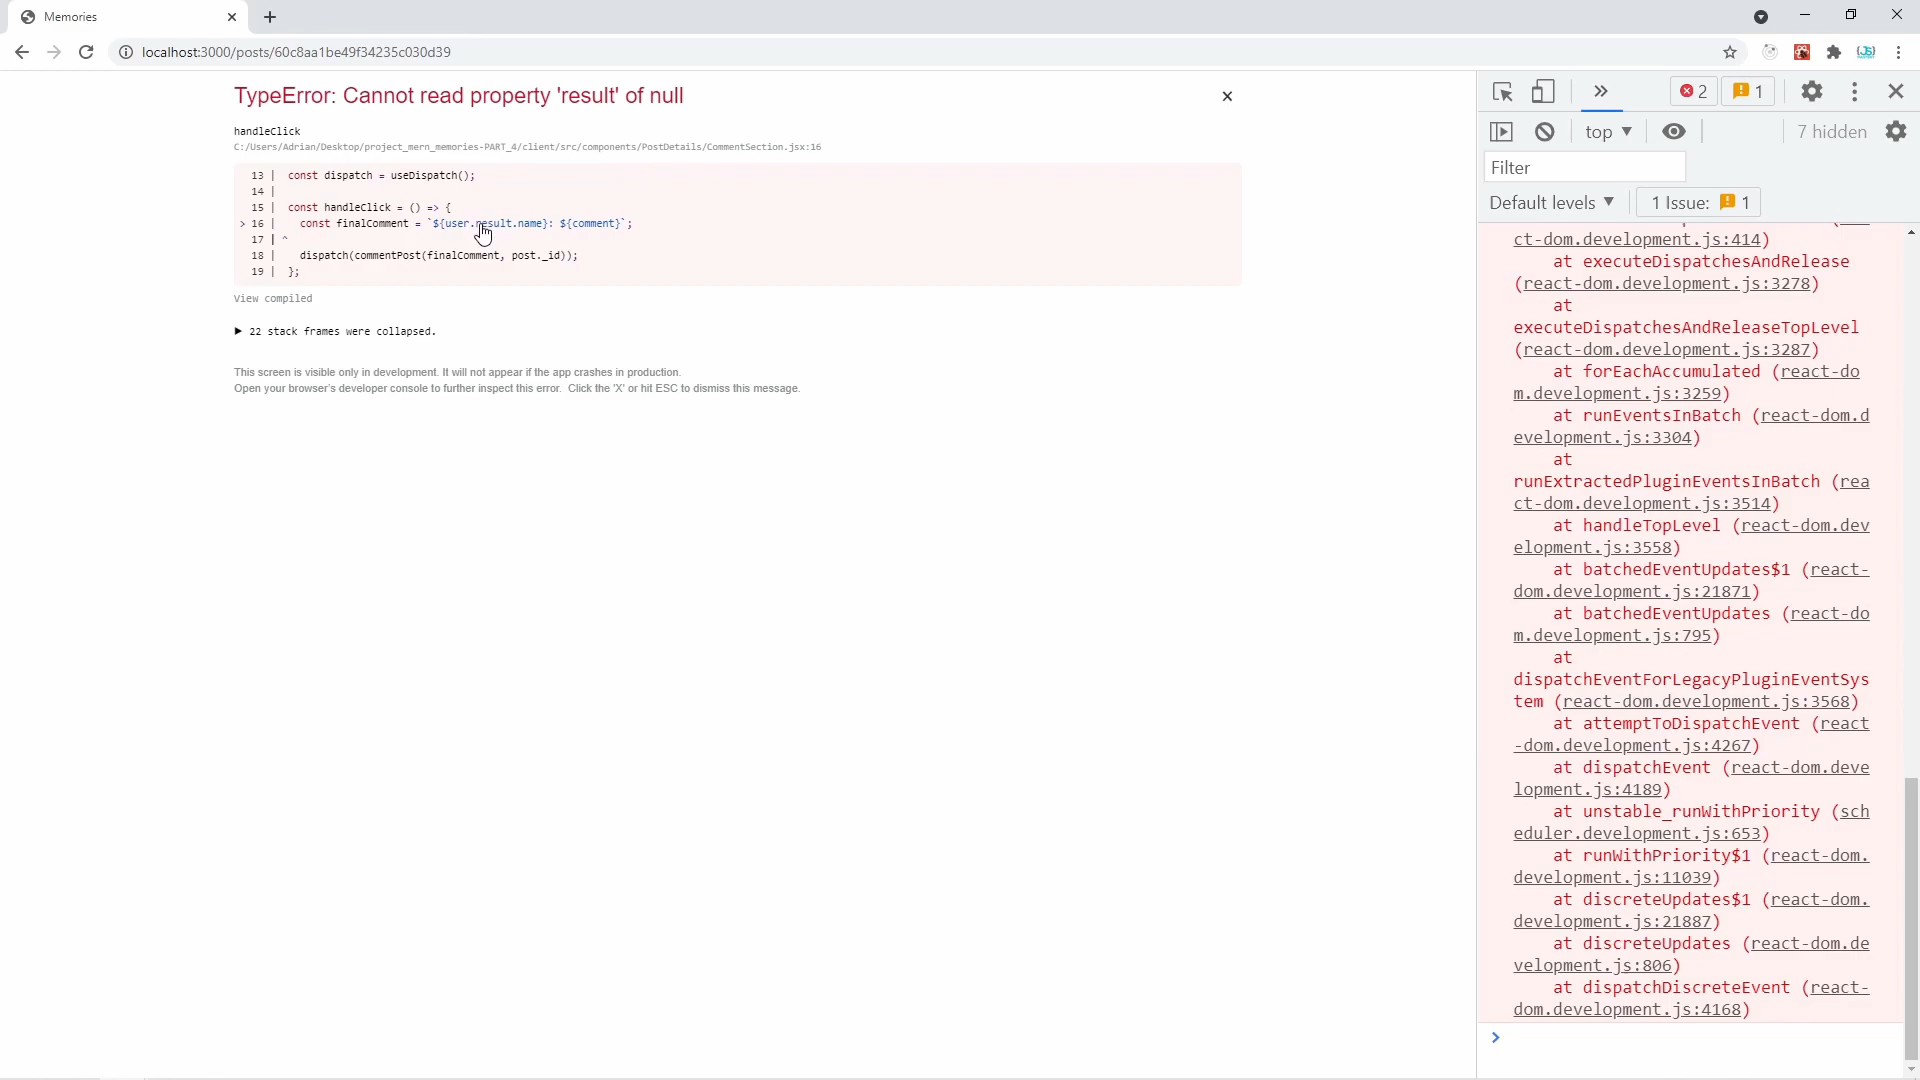 Memories
localhost:3000/posts/60c8aa1be49f34235c030d39
TypeError: Cannot read property 'result' of null
handleClick
C:/Users/Adrian/Desktop/project_mern_memories-PART_4/client/src/components/PostDetails/CommentSection.jsx:16
13 | const dispatch = useDispatch();
14 |
15 | const handleClick = () => {
> 16 | const finalComment = `${user.result.name}: ${comment}`;
17 | ^
18 | dispatch(commentPost(finalComment, post._id));
19 | };
View compiled
▶ 22 stack frames were collapsed.
This screen is visible only in development. It will not appear if the app crashes in production.
Open your browser's developer console to further inspect this error. Click the 'X' or hit ESC to dismiss this message.
2
1
top ▼
7 hidden
Filter
Default levels ▼
1 Issue: 1
ct-dom.development.js:414)
at executeDispatchesAndRelease
(react-dom.development.js:3278)
at
executeDispatchesAndReleaseTopLevel
(react-dom.development.js:3287)
at forEachAccumulated (react-do
m.development.js:3259)
at runEventsInBatch (react-dom.d
evelopment.js:3304)
at
runExtractedPluginEventsInBatch (rea
ct-dom.development.js:3514)
at handleTopLevel (react-dom.dev
elopment.js:3558)
at batchedEventUpdates$1 (react-
dom.development.js:21871)
at batchedEventUpdates (react-do
m.development.js:795)
at
dispatchEventForLegacyPluginEventSys
tem (react-dom.development.js:3568)
at attemptToDispatchEvent (react
-dom.development.js:4267)
at dispatchEvent (react-dom.deve
lopment.js:4189)
at unstable_runWithPriority (sch
eduler.development.js:653)
at runWithPriority$1 (react-dom.
development.js:11039)
at discreteUpdates$1 (react-dom.
development.js:21887)
at discreteUpdates (react-dom.de
velopment.js:806)
at dispatchDiscreteEvent (react-
dom.development.js:4168)